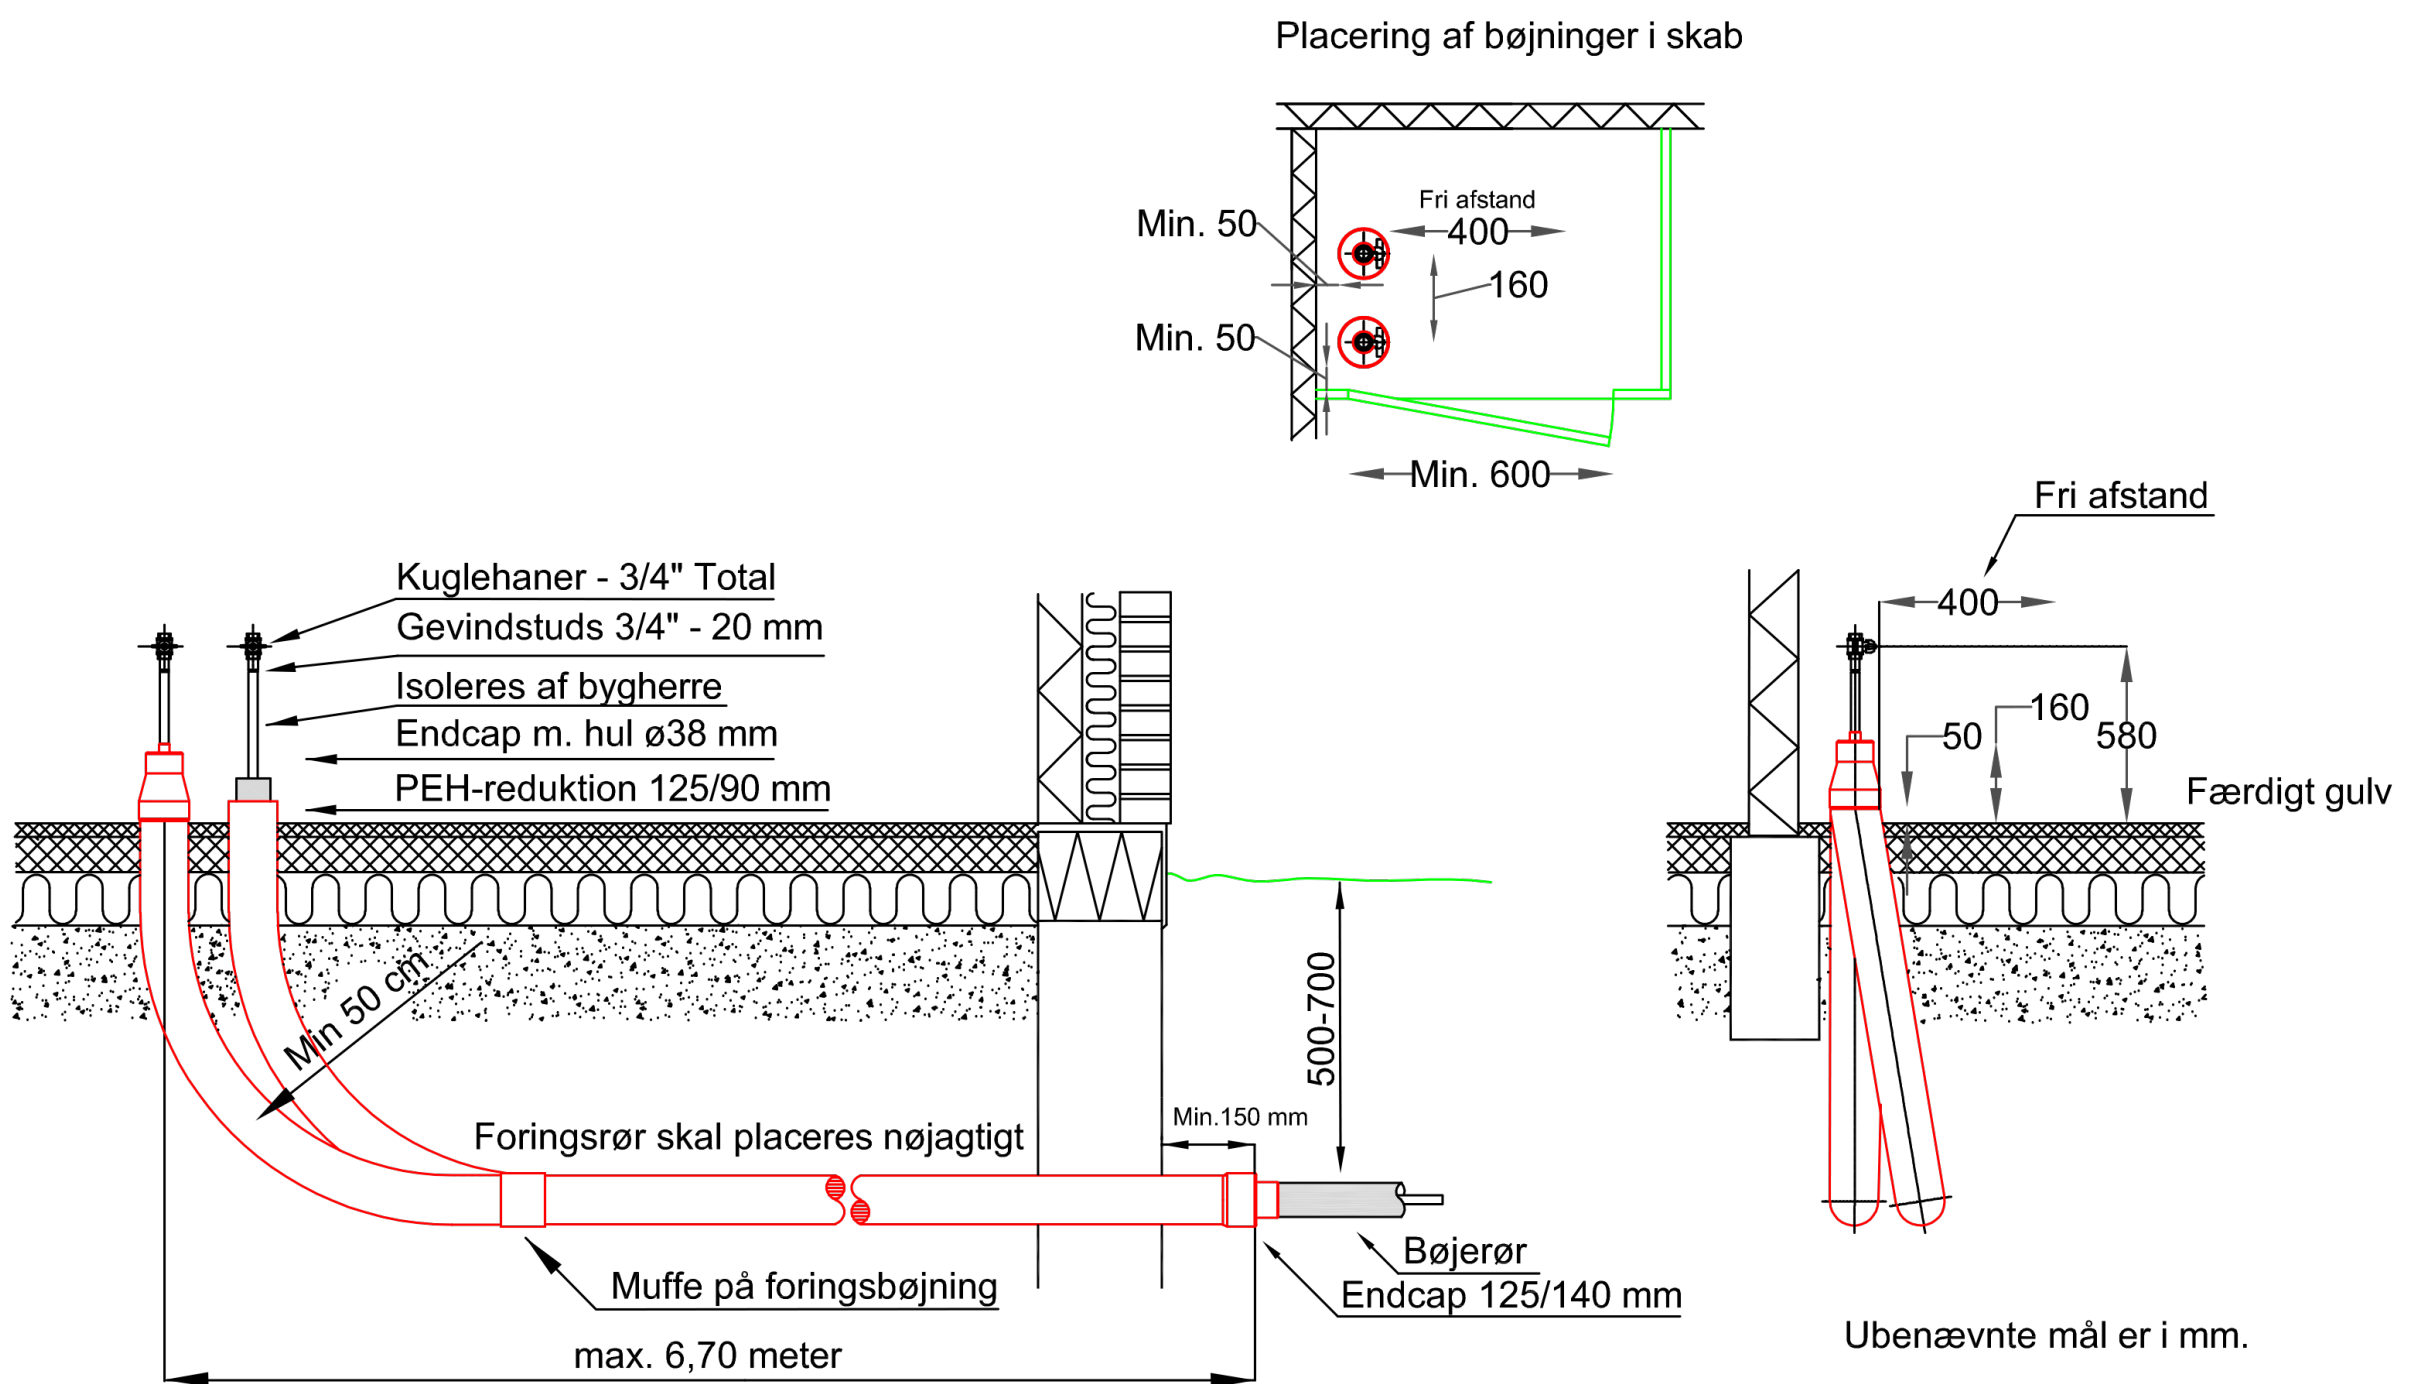 Placering af bøjninger i skab
Fri afstand
Min. 50
400
160
Min. 50
Min. 600
Fri afstand
400
Kuglehaner - 3/4" Total
Gevindstuds 3/4" - 20 mm
Isoleres af bygherre
Endcap m. hul ø38 mm
PEH-reduktion 125/90 mm
160
50
580
Færdigt gulv
Min 50 cm
500-700
Min.150 mm
Foringsrør skal placeres nøjagtigt
Bøjerør
Muffe på foringsbøjning
Endcap 125/140 mm
Ubenævnte mål er i mm.
max. 6,70 meter